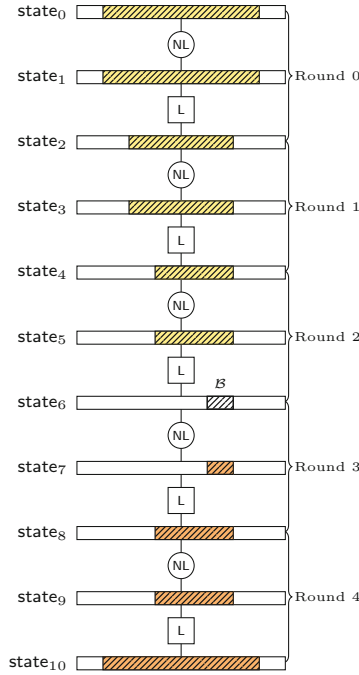 state₀
NL
state₁ Round 0
L
state₂
NL
state₃ Round 1
L
state₄
NL
state₅ Round 2
L
ℬ
state₆
NL
state₇ Round 3
L
state₈
NL
state₉ Round 4
L
state₁₀